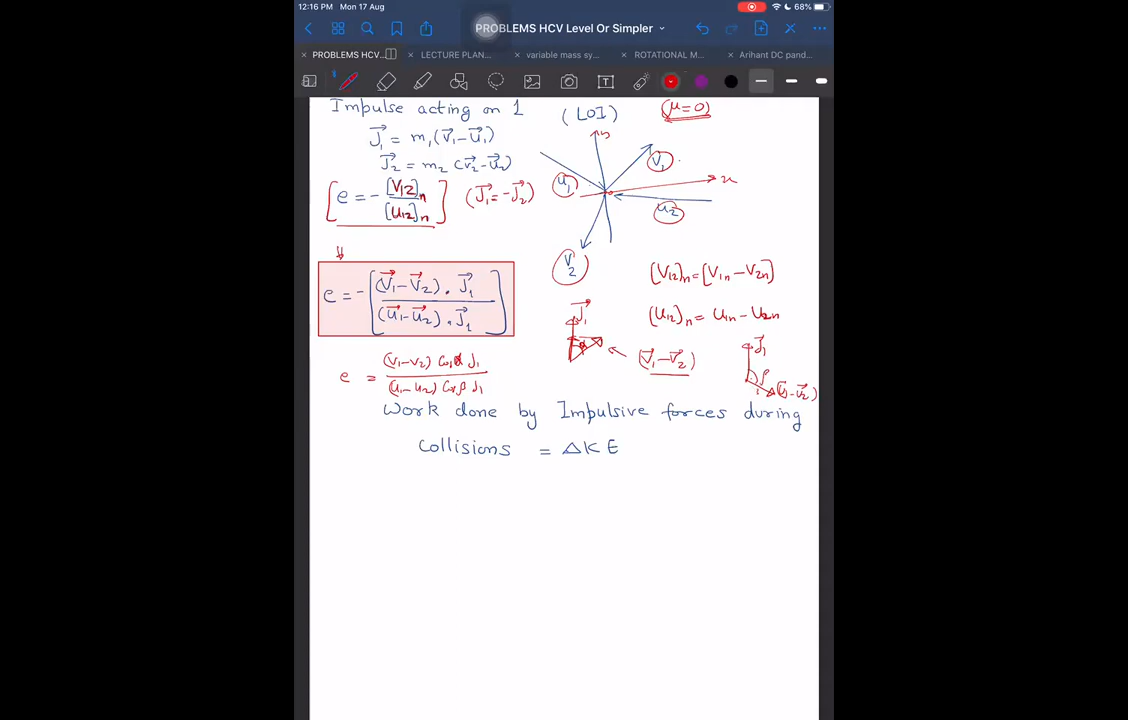 12:16 PM Mon 17 Aug
68%
PROBLEMS HCV Level Or Simpler
PROBLEMS HCV...
LECTURE PLAN...
variable mass sy...
ROTATIONAL M...
Arihant DC pand...
Impulse acting on 1 (LOI) (μ=0)
J⃗₁ = m₁(v⃗₁-u⃗₁)
J⃗₂ = m₂(v⃗₂-u⃗₂)
[e = - [V₁₂]ₙ / [u₁₂]ₙ] (J⃗₁ = -J⃗₂)
u₁
V₁
x
u₂
V₂
e = - [(V⃗₁-V⃗₂) . J⃗₁ / (u⃗₁-u⃗₂) . J⃗₁]
(V₁₂)ₙ = [V₁ₙ - V₂ₙ]
(u₁₂)ₙ = u₁ₙ - u₂ₙ
J⃗₁
(V⃗₁-V⃗₂)
J⃗₁
β
(u⃗₁-u⃗₂)
e = (V₁-V₂) Cosα J₁ / (u₁-u₂) Cosβ J₁
Work done by Impulsive forces during
Collisions = ΔKE